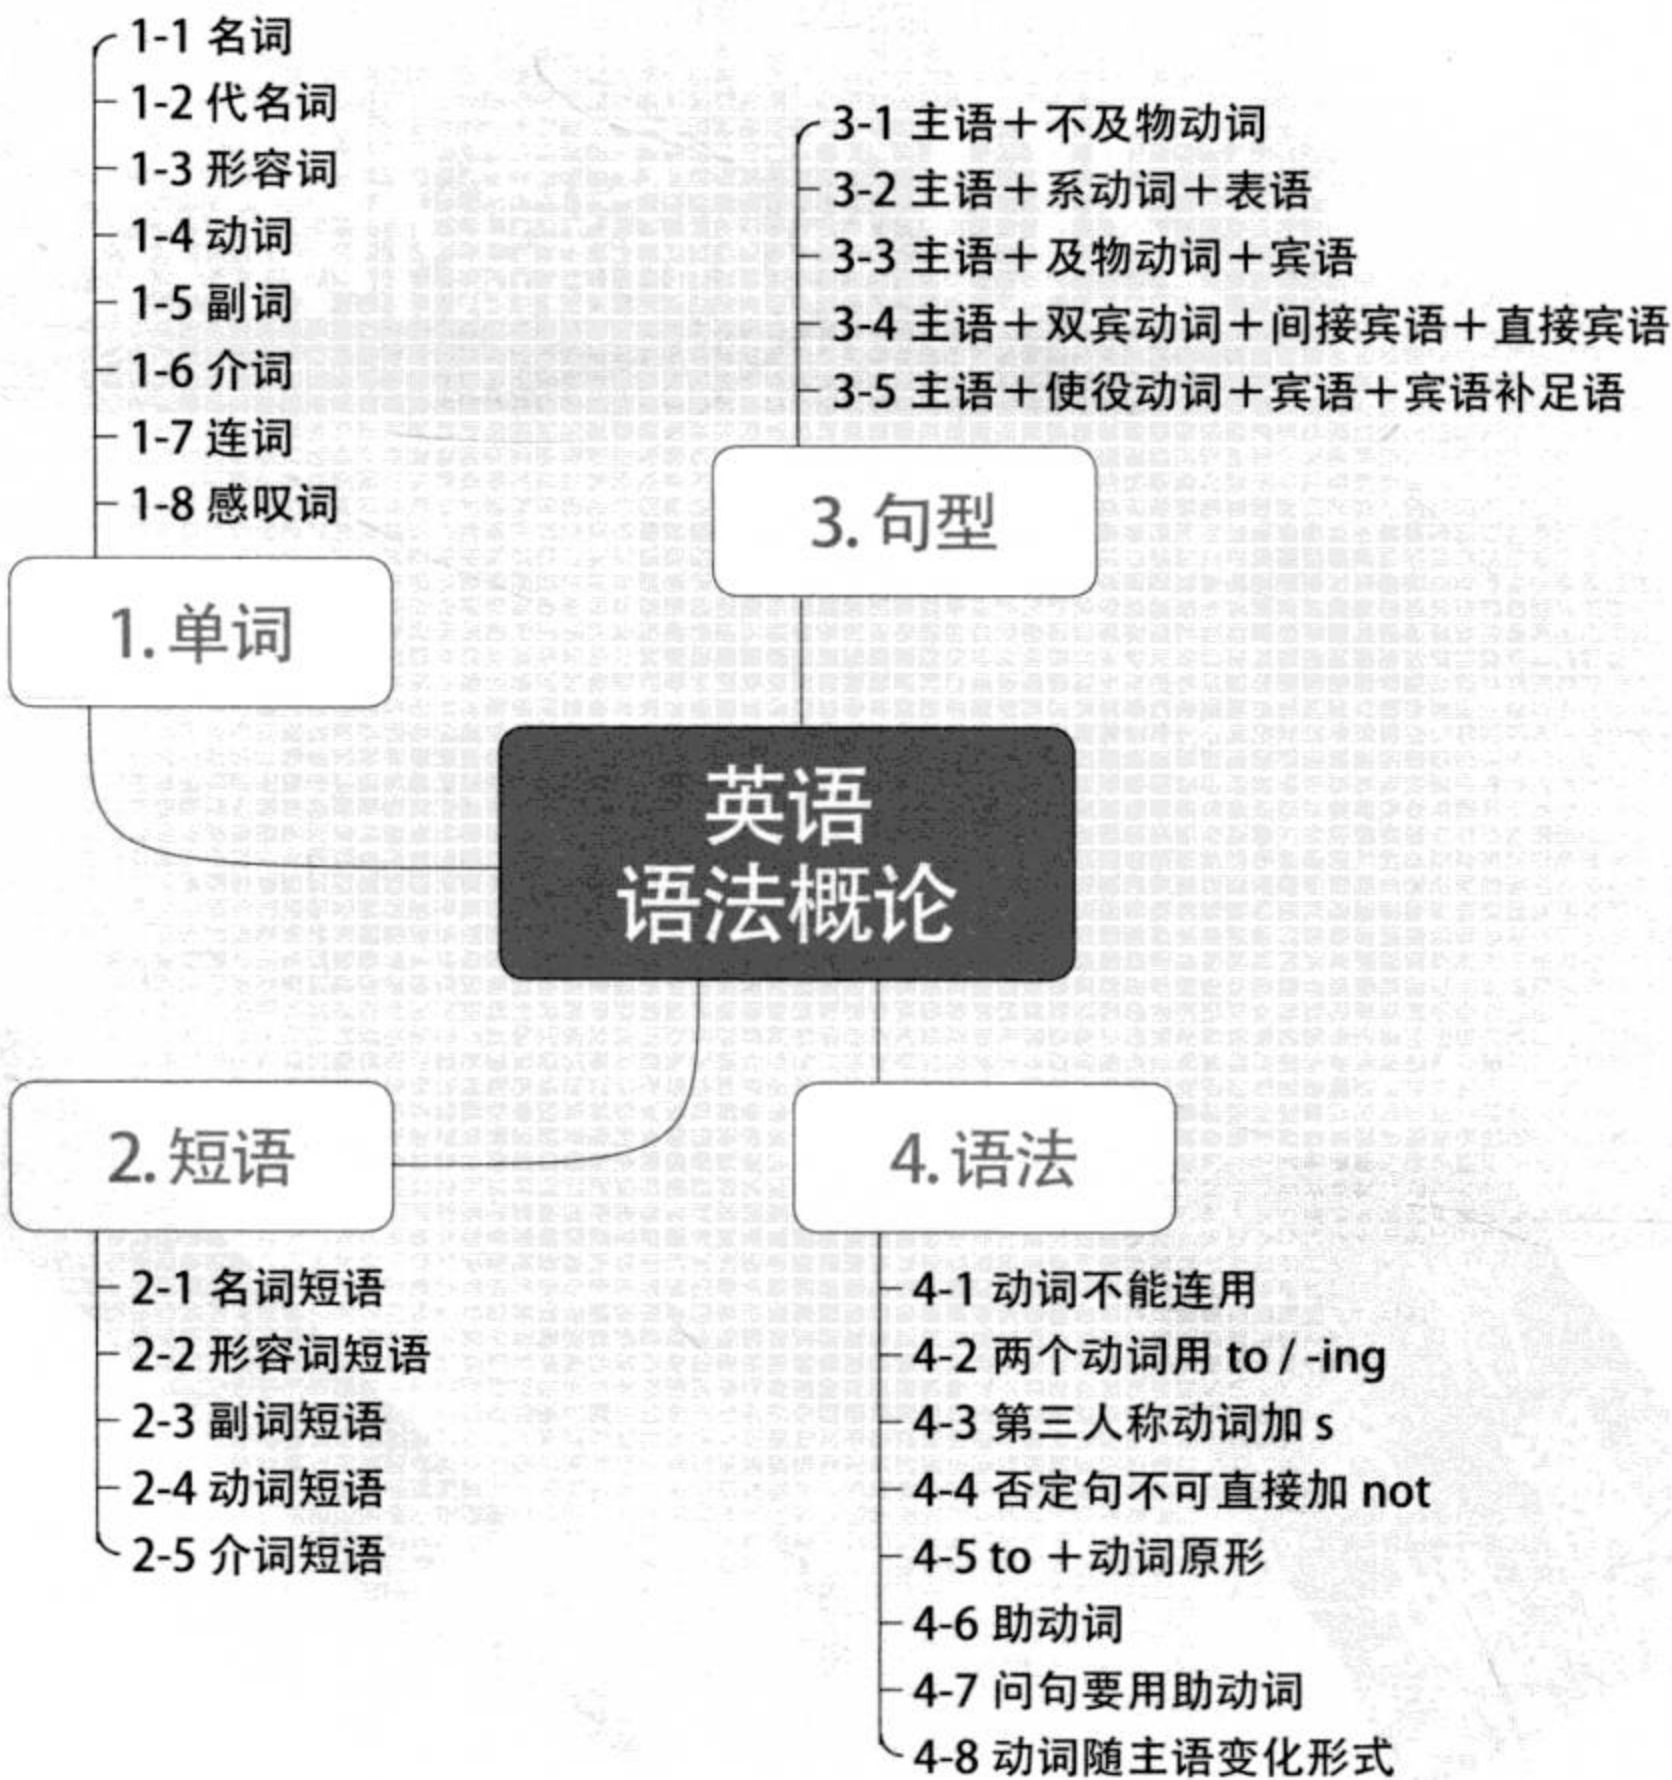 1-1 名词
1-2 代名词
1-3 形容词
1-4 动词
1-5 副词
1-6 介词
1-7 连词
1-8 感叹词
1. 单词
3-1 主语＋不及物动词
3-2 主语＋系动词＋表语
3-3 主语＋及物动词＋宾语
3-4 主语＋双宾动词＋间接宾语＋直接宾语
3-5 主语＋使役动词＋宾语＋宾语补足语
3. 句型
英语
语法概论
2. 短语
2-1 名词短语
2-2 形容词短语
2-3 副词短语
2-4 动词短语
2-5 介词短语
4. 语法
4-1 动词不能连用
4-2 两个动词用 to / -ing
4-3 第三人称动词加 s
4-4 否定句不可直接加 not
4-5 to ＋动词原形
4-6 助动词
4-7 问句要用助动词
4-8 动词随主语变化形式